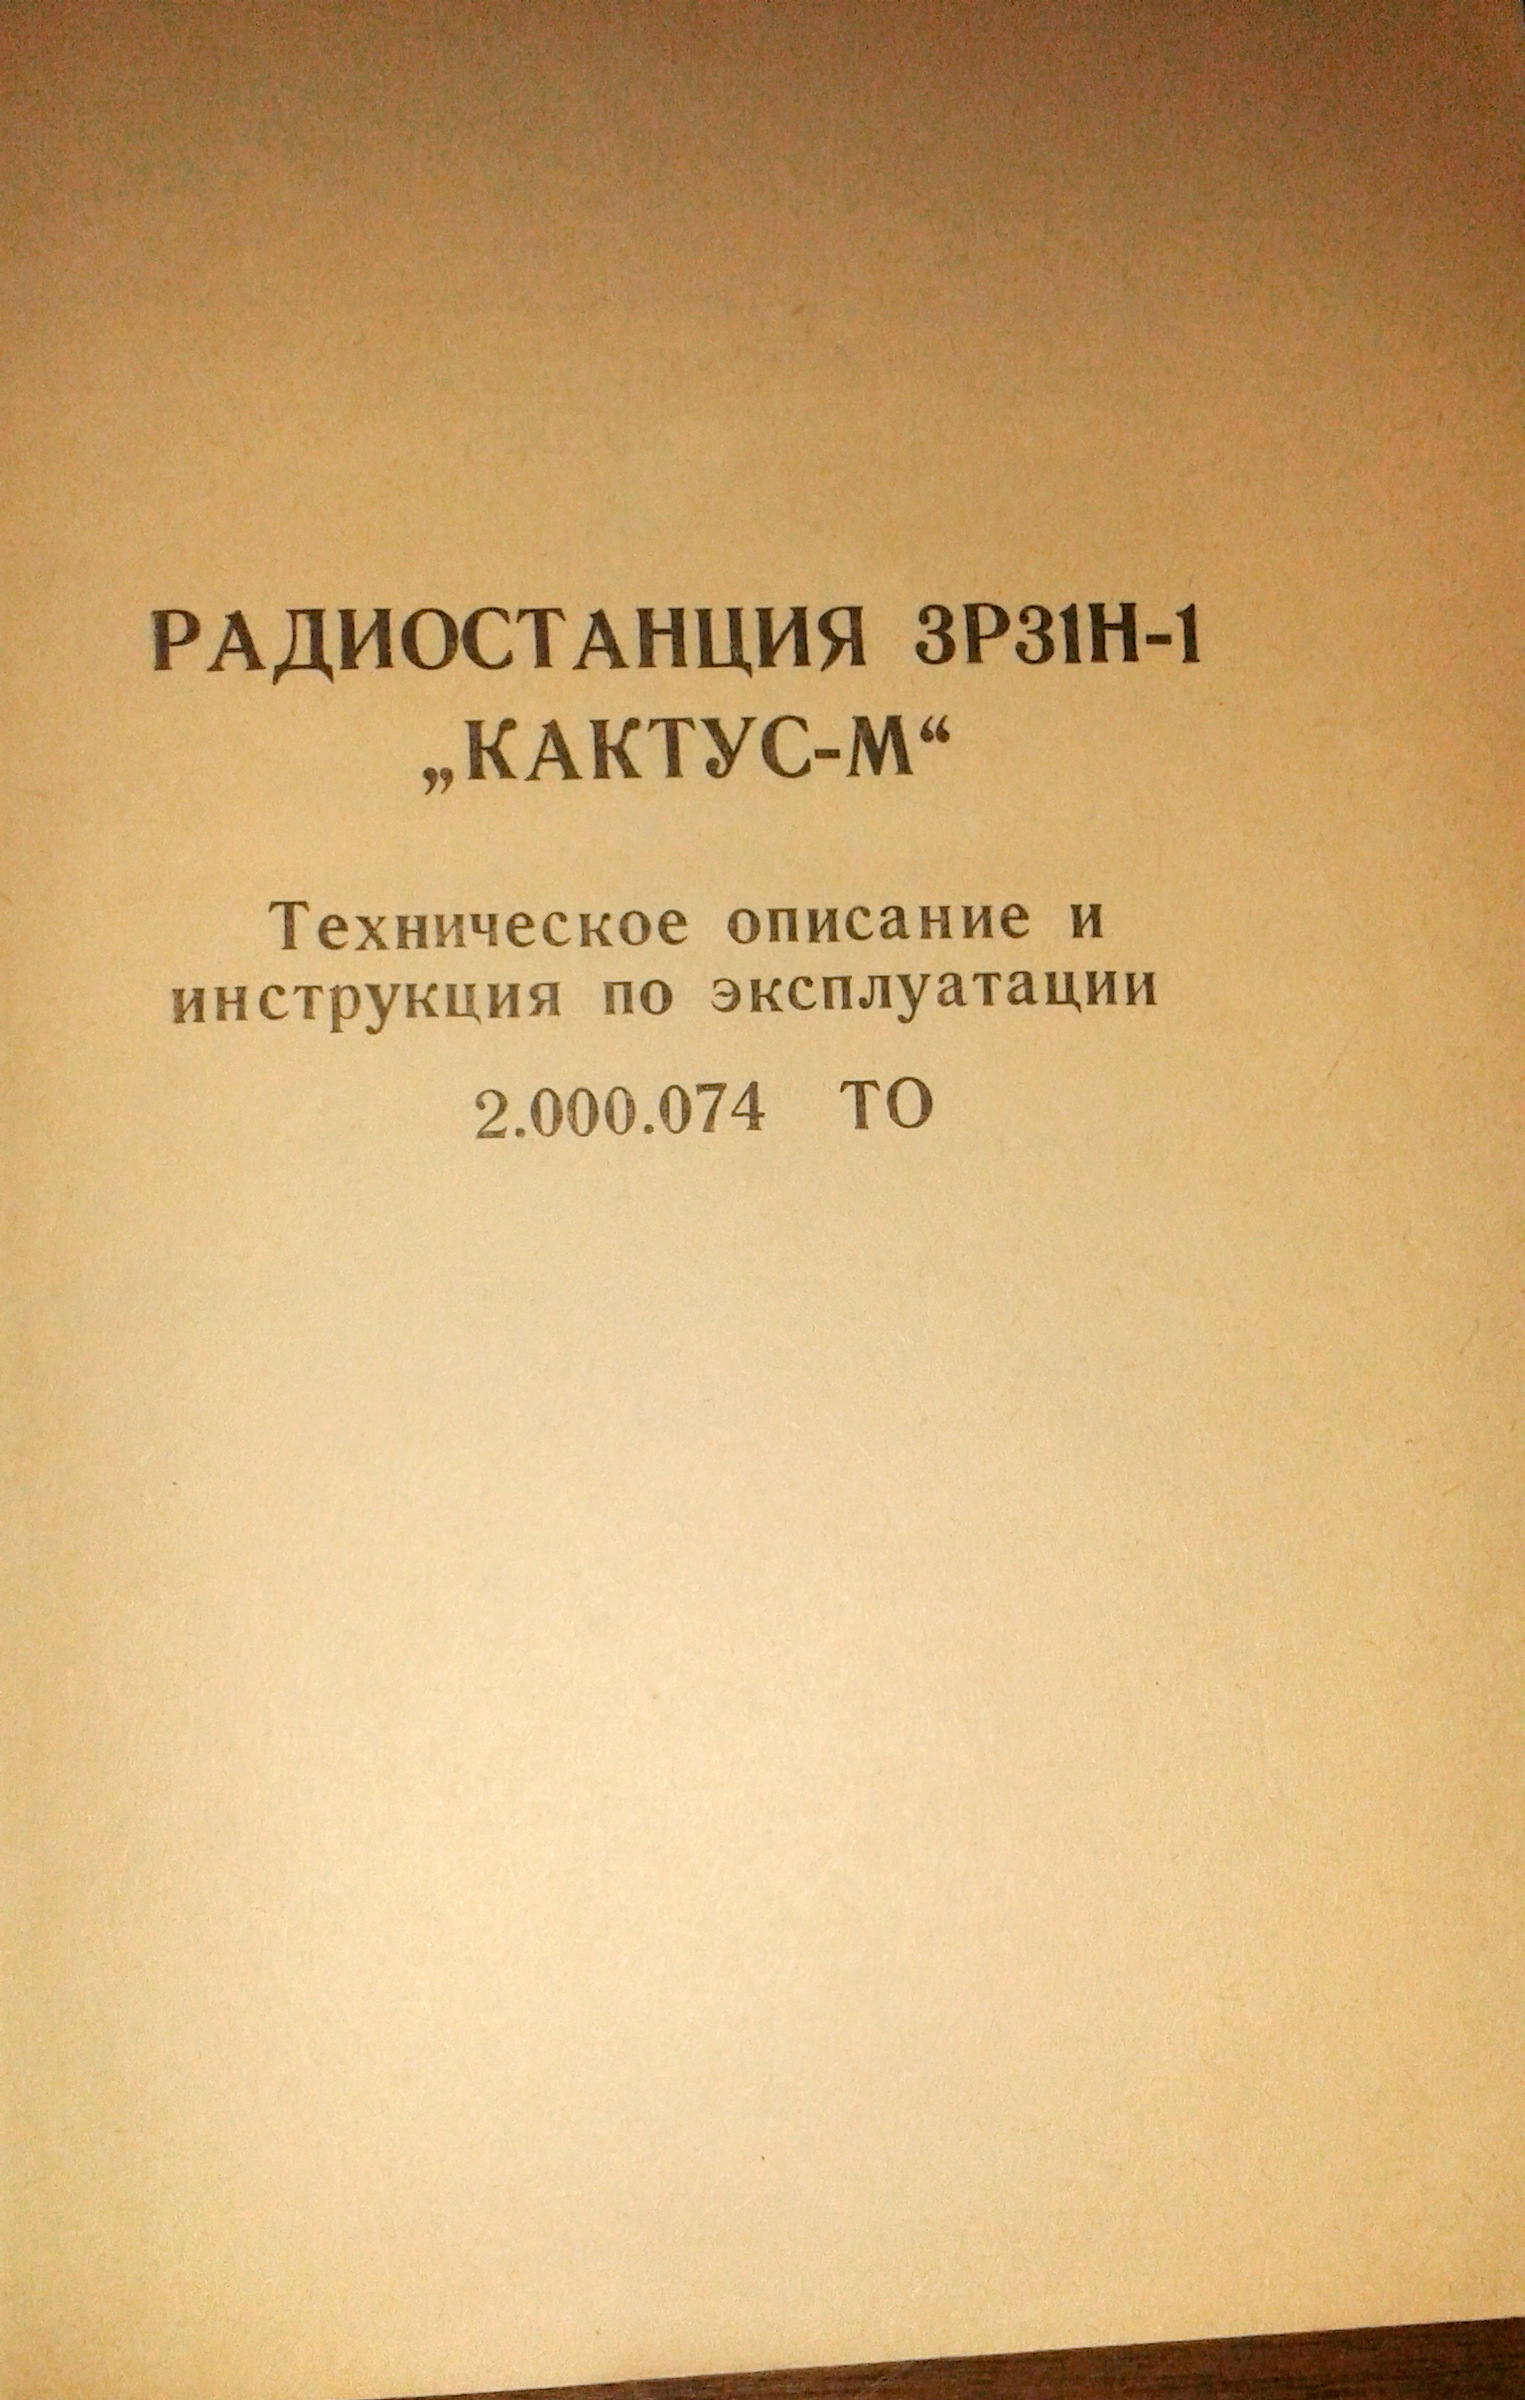 РАДИОСТАНЦИЯ 3Р31Н-1
„КАКТУС-М“
Техническое описание и
инструкция по эксплуатации
2.000.074 ТО